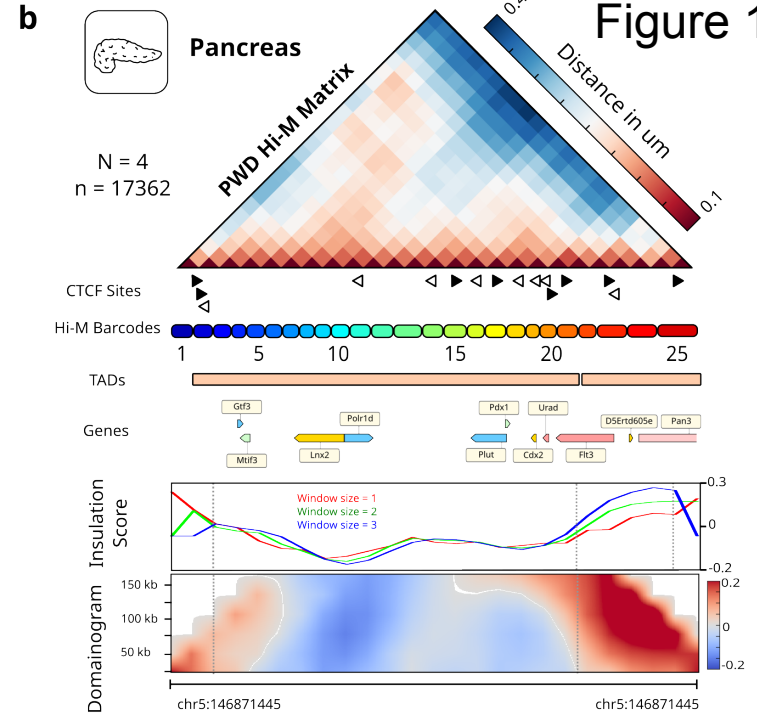 b
Figure 1
Pancreas
N = 4
n = 17362
PWD Hi-M Matrix
Distance in um
0.1
CTCF Sites
Hi-M Barcodes
1 5 10 15 20 25
TADs
Genes
Gtf3
Mtif3
Lnx2
Polr1d
Pdx1
Plut
Urad
Cdx2
Flt3
D5Ertd605e
Pan3
Insulation
Score
Window size = 1
Window size = 2
Window size = 3
0.3
0
-0.2
Domainogram
150 kb
100 kb
50 kb
0.2
0
-0.2
chr5:146871445
chr5:146871445